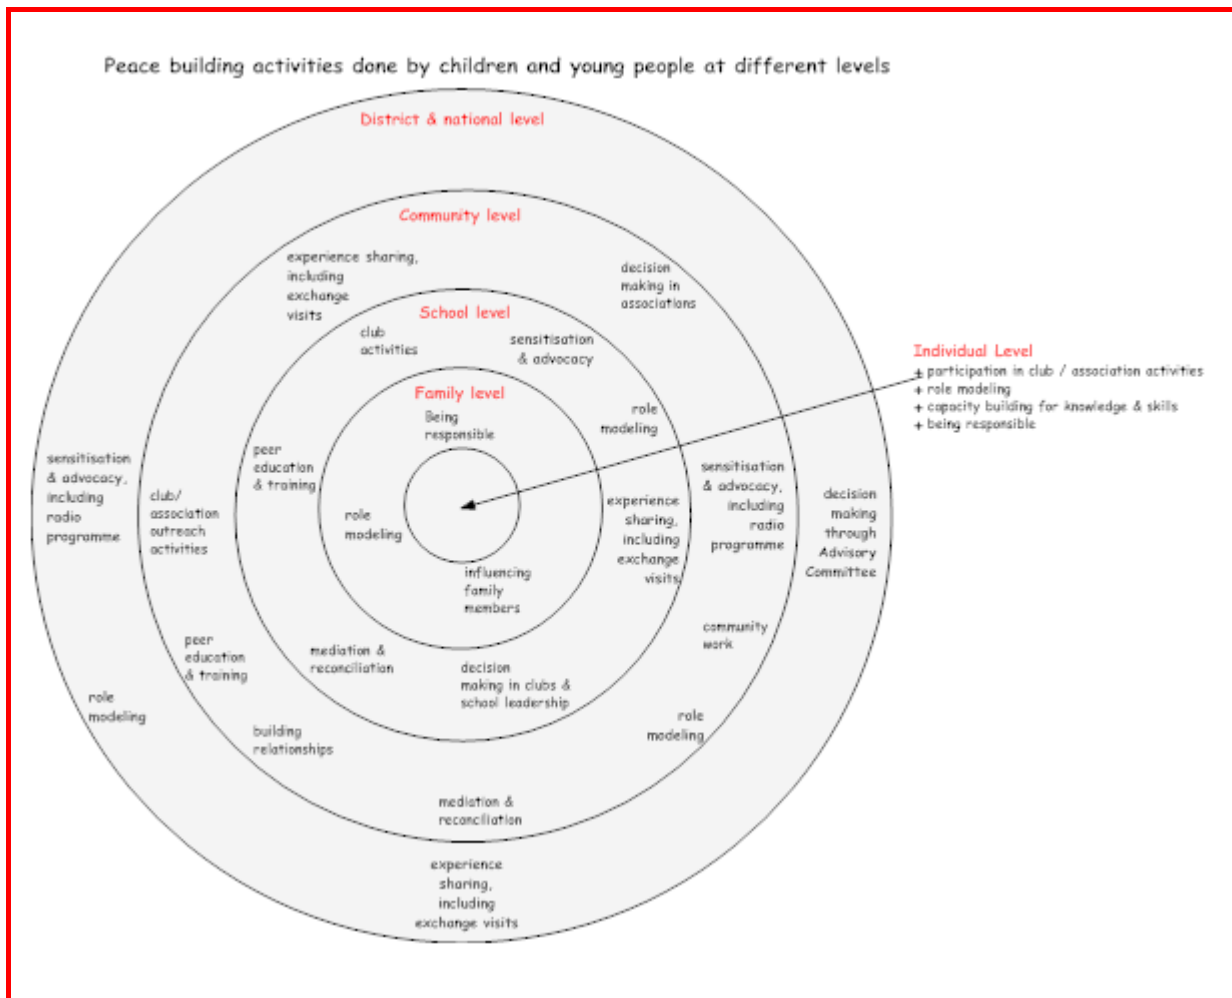 Peace building activities done by children and young people at different levels
District & national level
Community level
experience sharing,
including
exchange
visits
decision
making in
associations
School level
club
activities
sensitisation
& advocacy
Individual Level
+ participation in club / association activities
+ role modeling
+ capacity building for knowledge & skills
+ being responsible
Family level
Being
responsible
role
modeling
peer
education
& training
sensitisation
& advocacy,
including
radio
programme
club/
association
outreach
activities
role
modeling
experience
sharing,
including
exchange
visits
sensitisation
& advocacy,
including
radio
programme
decision
making
through
Advisory
Committee
influencing
family
members
peer
education
& training
mediation &
reconciliation
decision
making in clubs &
school leadership
community
work
role
modeling
building
relationships
role
modeling
mediation &
reconciliation
experience
sharing,
including
exchange visits